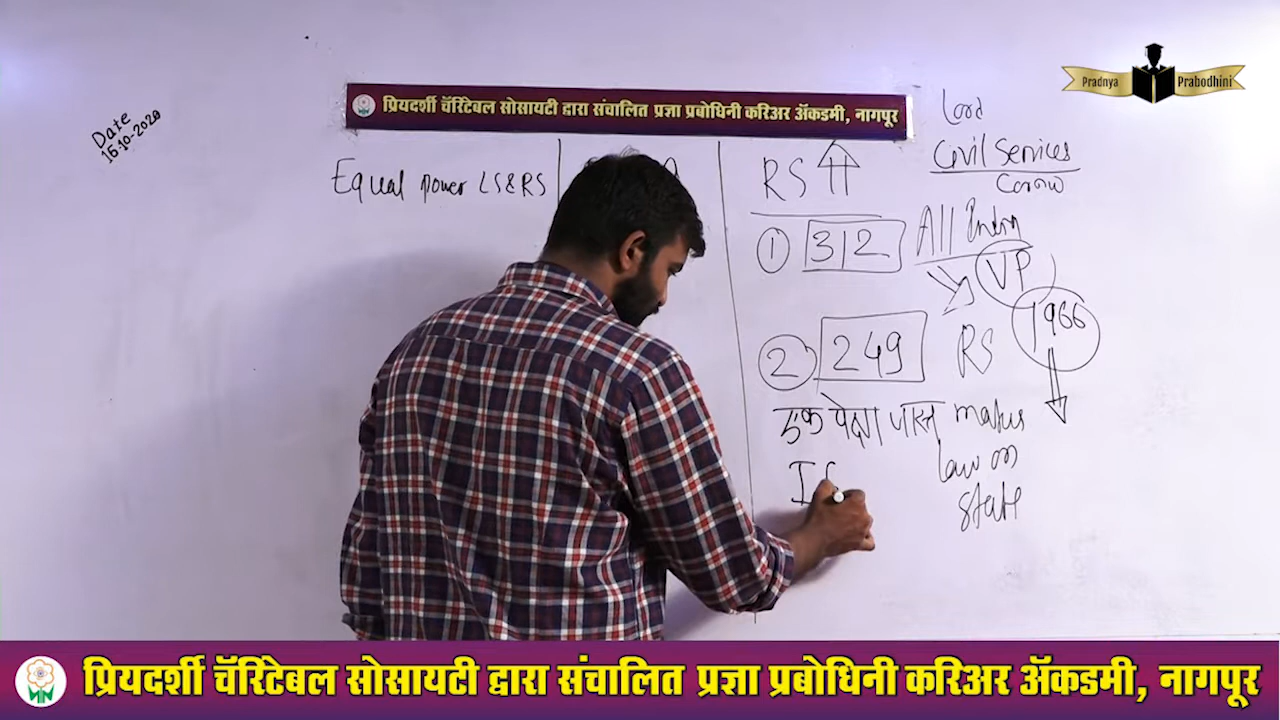 Pradnya Prabodhini
प्रियदर्शी चॅरिटेबल सोसायटी द्वारा संचालित प्रज्ञा प्रबोधिनी करिअर ॲकडमी, नागपूर
Date
15-10-2020
Equal power LS & RS
RS
Lord
Civil Services
① 312
All India
VP
② 249
RS
1966
एक पेक्षा जास्त
makes
law on
state
प्रियदर्शी चॅरिटेबल सोसायटी द्वारा संचालित प्रज्ञा प्रबोधिनी करिअर ॲकडमी, नागपूर